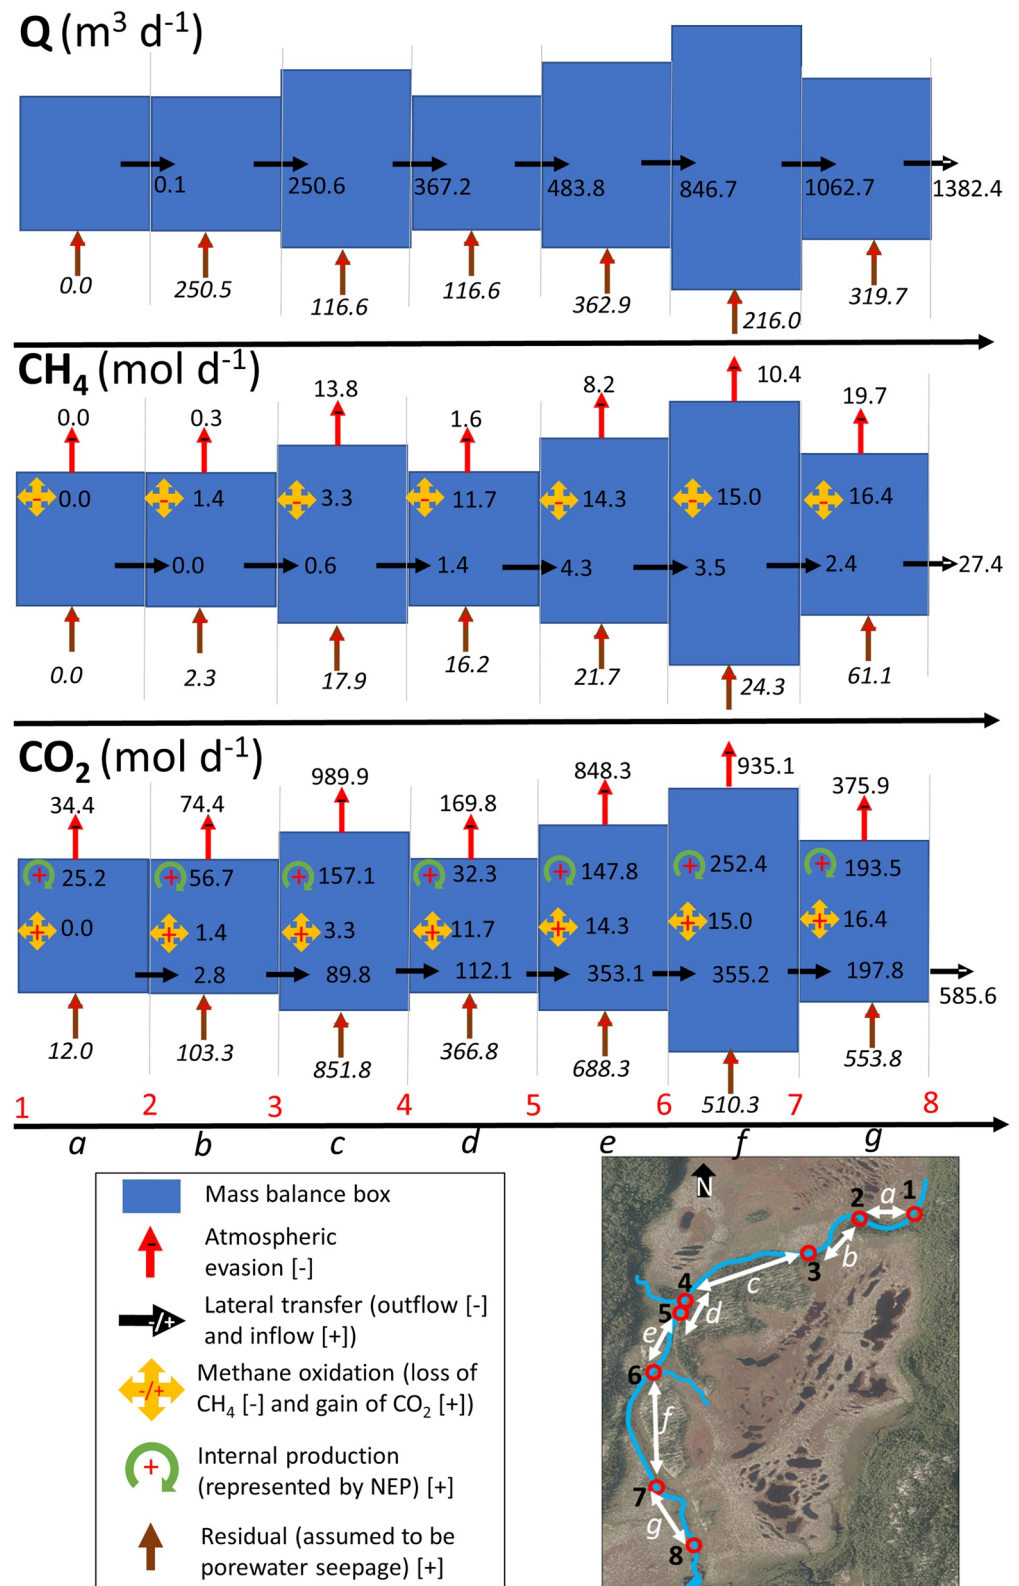 Q (m³ d⁻¹)
0.1 250.6 367.2 483.8 846.7 1062.7 1382.4
0.0 250.5 116.6 116.6 362.9 216.0 319.7
CH₄ (mol d⁻¹)
0.0 0.3 13.8 1.6 8.2 10.4 19.7
- - - - - - -
0.0 1.4 3.3 11.7 14.3 15.0 16.4
- - - - - - -
0.0 0.6 1.4 4.3 3.5 2.4 27.4
0.0 2.3 17.9 16.2 21.7 24.3 61.1
CO₂ (mol d⁻¹)
34.4 74.4 989.9 169.8 848.3 935.1 375.9
- - - - - - -
+ 25.2 + 56.7 + 157.1 + 32.3 + 147.8 + 252.4 + 193.5
+ 0.0 + 1.4 + 3.3 + 11.7 + 14.3 + 15.0 + 16.4
2.8 89.8 112.1 353.1 355.2 197.8 585.6
12.0 103.3 851.8 366.8 688.3 510.3 553.8
1 2 3 4 5 6 7 8
a b c d e f g
Mass balance box
-
Atmospheric
evasion [-]
-/+
Lateral transfer (outflow [-]
and inflow [+])
-/+
Methane oxidation (loss of
CH₄ [-] and gain of CO₂ [+])
+
Internal production
(represented by NEP) [+]
Residual (assumed to be
porewater seepage) [+]
N
1
a
2
b
3
c
4
d
5
e
6
f
7
g
8